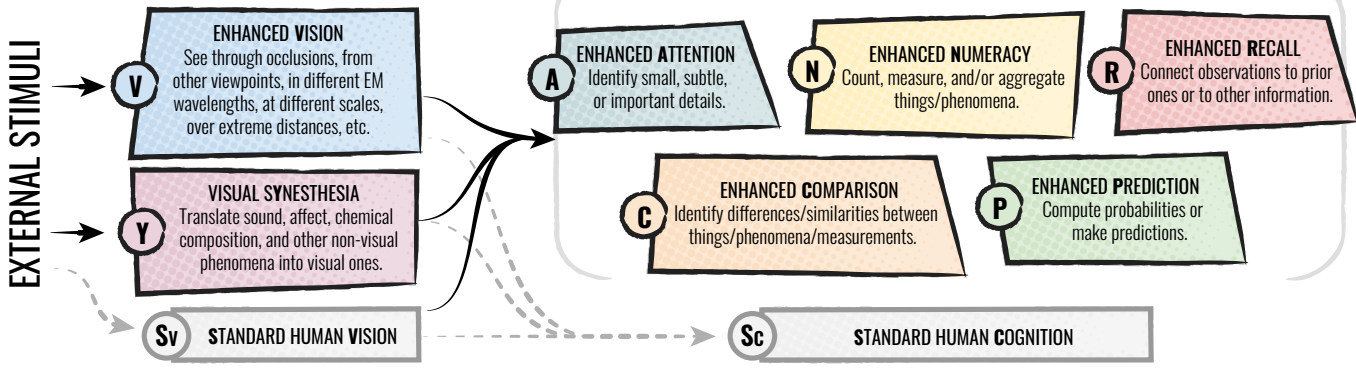 EXTERNAL STIMULI
V
ENHANCED VISION
See through occlusions, from
other viewpoints, in different EM
wavelengths, at different scales,
over extreme distances, etc.
Y
VISUAL SYNESTHESIA
Translate sound, affect, chemical
composition, and other non-visual
phenomena into visual ones.
SV
STANDARD HUMAN VISION
A
ENHANCED ATTENTION
Identify small, subtle,
or important details.
N
ENHANCED NUMERACY
Count, measure, and/or aggregate
things/phenomena.
R
ENHANCED RECALL
Connect observations to prior
ones or to other information.
C
ENHANCED COMPARISON
Identify differences/similarities between
things/phenomena/measurements.
P
ENHANCED PREDICTION
Compute probabilities or
make predictions.
SC
STANDARD HUMAN COGNITION